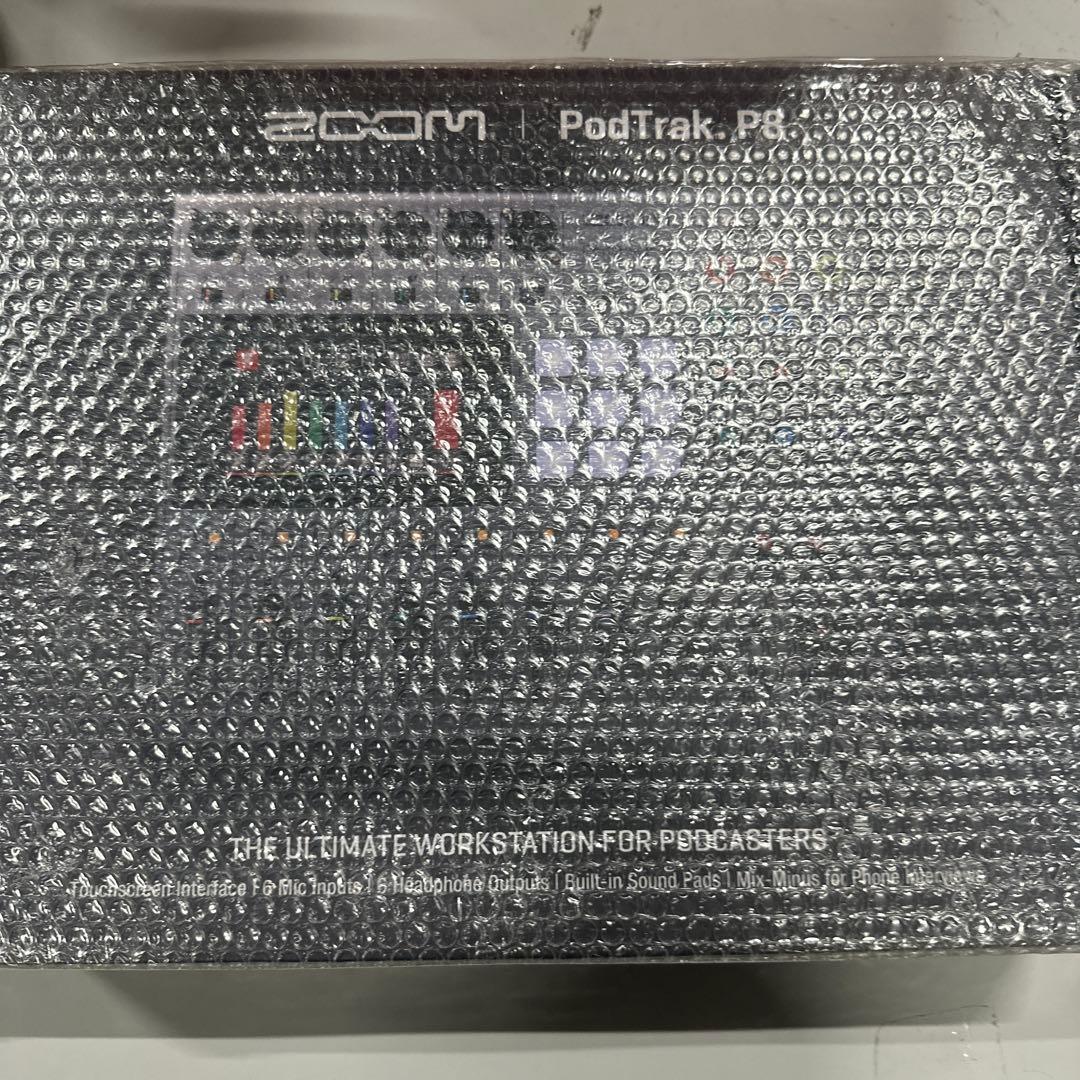 ZOOM | PodTrak P8
THE ULTIMATE WORKSTATION FOR PODCASTERS
Touchscreen Interface | 6 Mic Inputs | 6 Headphone Outputs | Built-in Sound Pads | Mix-Minus for Phone Interviews